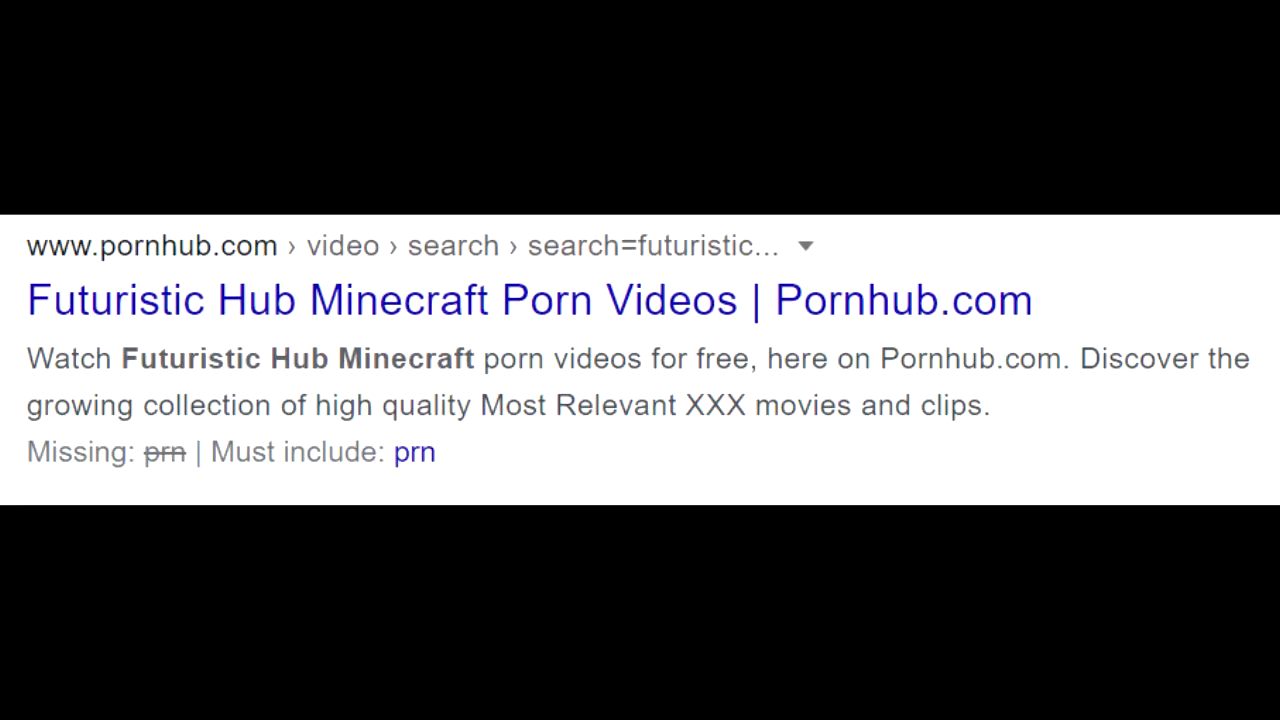 www.pornhub.com › video › search › search=futuristic...
Futuristic Hub Minecraft Porn Videos | Pornhub.com
Watch Futuristic Hub Minecraft porn videos for free, here on Pornhub.com. Discover the
growing collection of high quality Most Relevant XXX movies and clips.
Missing: prn | Must include: prn